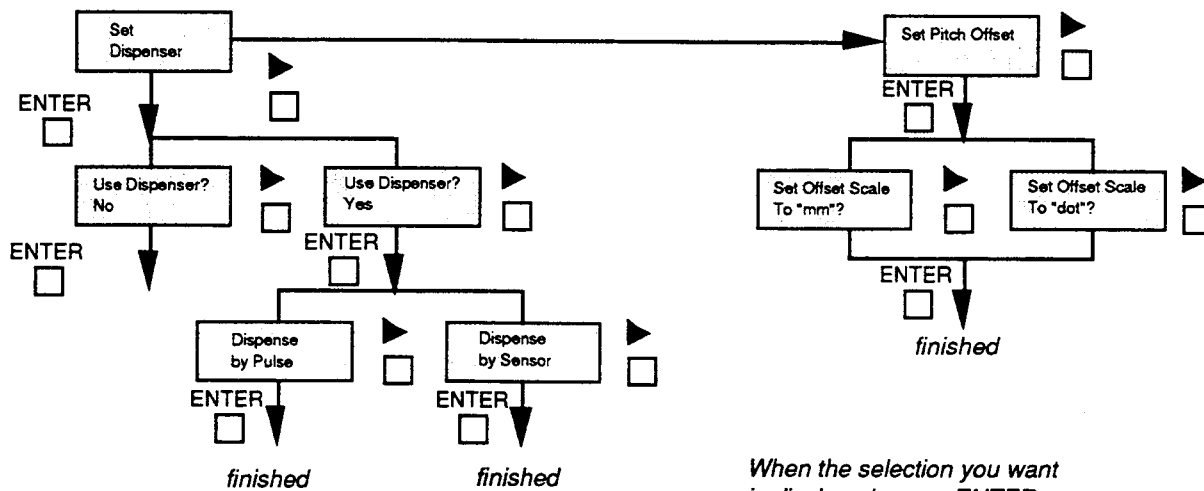 Set
Dispenser
Set Pitch Offset
ENTER
ENTER
Use Dispenser?
No
Use Dispenser?
Yes
Set Offset Scale
To "mm"?
Set Offset Scale
To "dot"?
ENTER
ENTER
ENTER
Dispense
by Pulse
Dispense
by Sensor
finished
ENTER
ENTER
finished
finished
When the selection you want